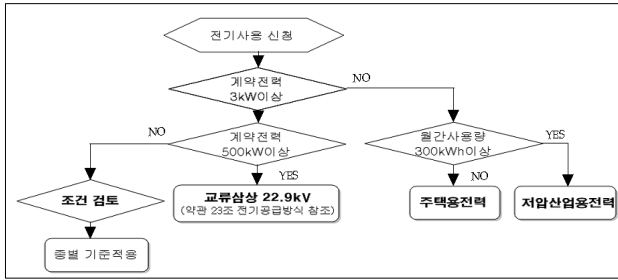 전기사용 신청
계약전력
3kW이상
NO
NO
계약전력
500kW이상
월간사용량
300kWh이상
YES
YES
NO
조건 검토
교류삼상 22.9kV
(약관 23조 전기공급방식 참조)
주택용전력
저압산업용전력
종별 기준적용